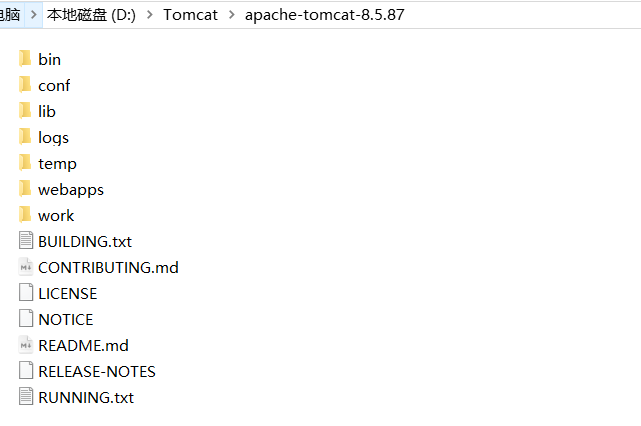 电脑 > 本地磁盘 (D:) > Tomcat > apache-tomcat-8.5.87
bin
conf
lib
logs
temp
webapps
work
BUILDING.txt
CONTRIBUTING.md
LICENSE
NOTICE
README.md
RELEASE-NOTES
RUNNING.txt